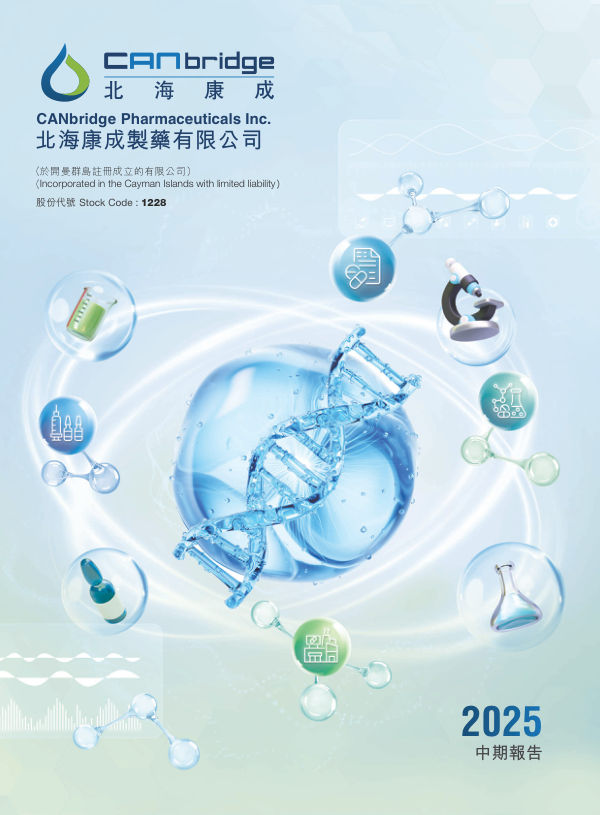 CANbridge
北海康成
CANbridge Pharmaceuticals Inc.
北海康成製藥有限公司
(於開曼群島註冊成立的有限公司)
(Incorporated in the Cayman Islands with limited liability)
股份代號 Stock Code : 1228
2025
中期報告